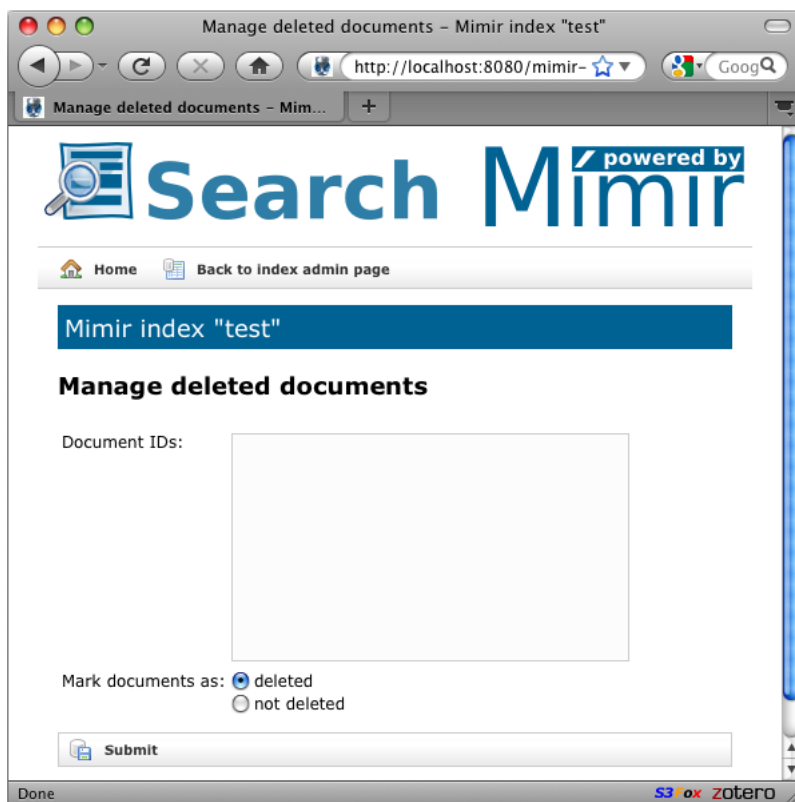 Manage deleted documents – Mimir index "test"
http://localhost:8080/mimir-
Goog
Manage deleted documents – Mim...
+
Search
powered by
Mimir
Home
Back to index admin page
Mimir index "test"
Manage deleted documents
Document IDs:
Mark documents as:
deleted
not deleted
Submit
Done
S3Fox
zotero